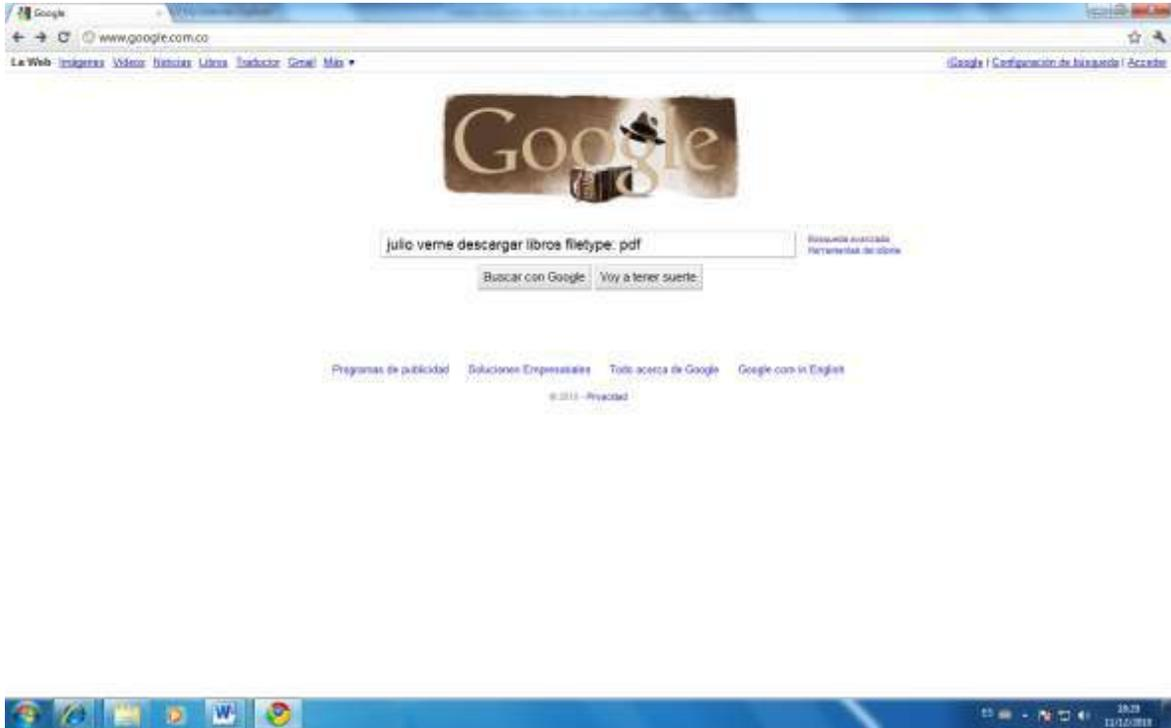 Google
www.google.com.co
La Web Imágenes Videos Noticias Libros Traductor Gmail Más ▼
iGoogle | Configuración de búsqueda | Acceder
Google
julio verne descargar libros filetype: pdf
Búsqueda avanzada
Herramientas del idioma
Buscar con Google Voy a tener suerte
Programas de publicidad Soluciones Empresariales Todo acerca de Google Google.com in English
Privacidad
ES
W